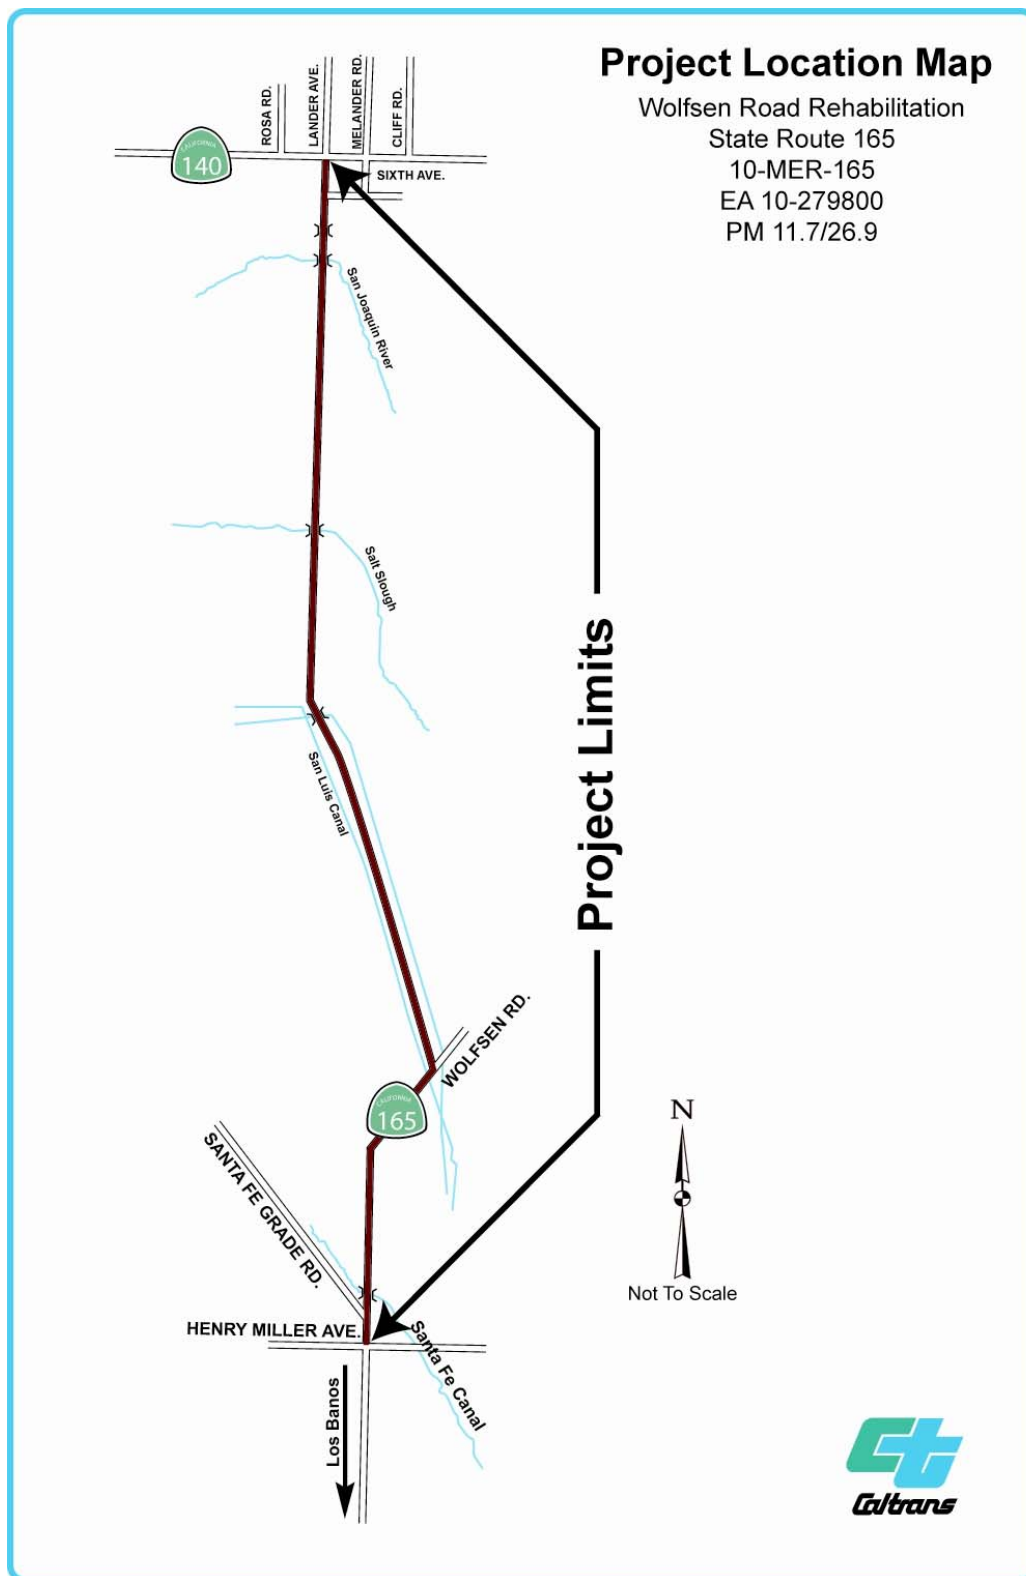 Project Location Map
Wolfsen Road Rehabilitation
State Route 165
10-MER-165
EA 10-279800
PM 11.7/26.9
ROSA RD.
LANDER AVE.
MELANDER RD.
CLIFF RD.
CALIFORNIA
140
SIXTH AVE.
San Joaquin River
Salt Slough
Project Limits
San Luis Canal
WOLFSEN RD.
CALIFORNIA
165
SANTA FE GRADE RD.
N
Not To Scale
HENRY MILLER AVE.
Santa Fe Canal
Los Banos
Ct
Caltrans